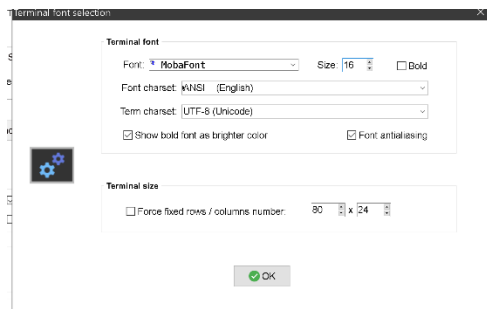 Terminal font selection
Terminal font
Font: MobaFont Size: 16 Bold
Font charset: ANSI (English)
Term charset: UTF-8 (Unicode)
Show bold font as brighter color Font antialiasing
Terminal size
Force fixed rows / columns number: 80 x 24
OK